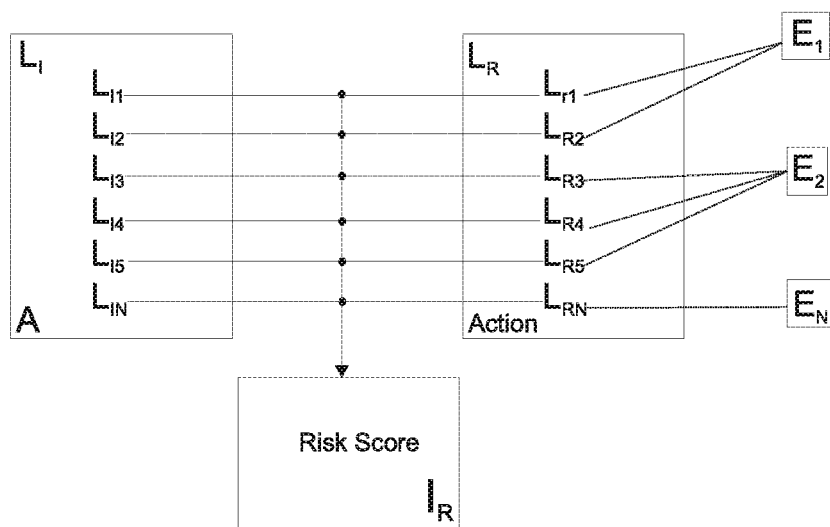 L_I L_R E_1
L_I1 L_r1
L_I2 L_R2
L_I3 L_R3 E_2
L_I4 L_R4
L_I5 L_R5
L_IN L_RN E_N
A Action
Risk Score
I_R